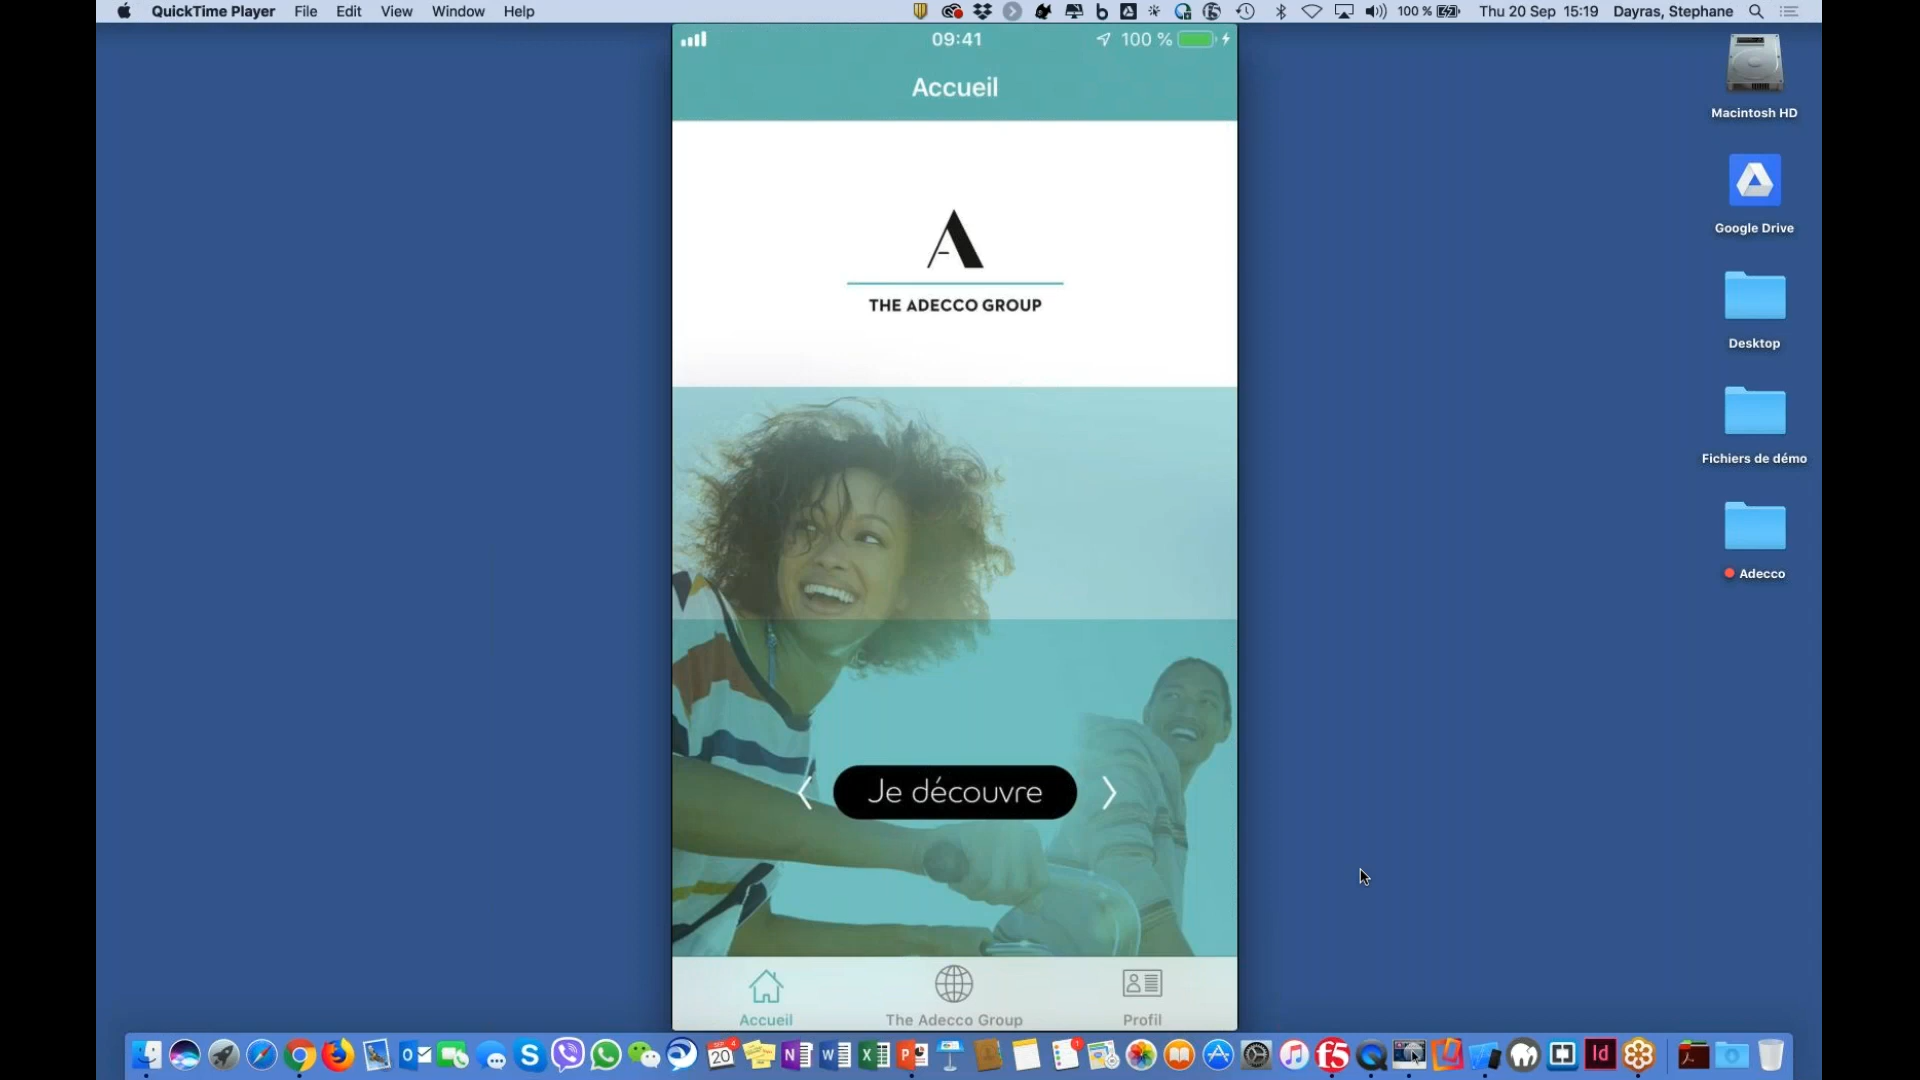 QuickTime Player File Edit View Window Help 100 % Thu 20 Sep 15:19 Dayras, Stephane
09:41 100 %
Accueil
THE ADECCO GROUP
Je découvre
Accueil The Adecco Group Profil
Macintosh HD
Google Drive
Desktop
Fichiers de démo
Adecco